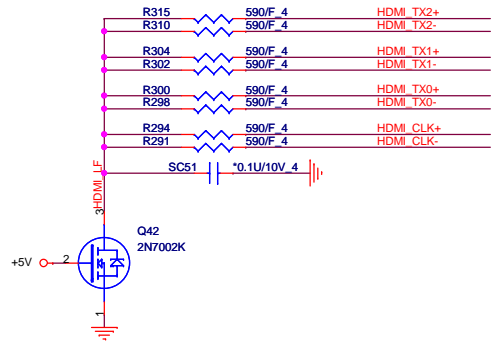 R315 590/F_4 HDMI_TX2+
R310 590/F_4 HDMI_TX2-
R304 590/F_4 HDMI_TX1+
R302 590/F_4 HDMI_TX1-
R300 590/F_4 HDMI_TX0+
R298 590/F_4 HDMI_TX0-
R294 590/F_4 HDMI_CLK+
R291 590/F_4 HDMI_CLK-
SC51 *0.1U/10V_4
HDMI_LF
3
Q42
2N7002K
+5V 2
1